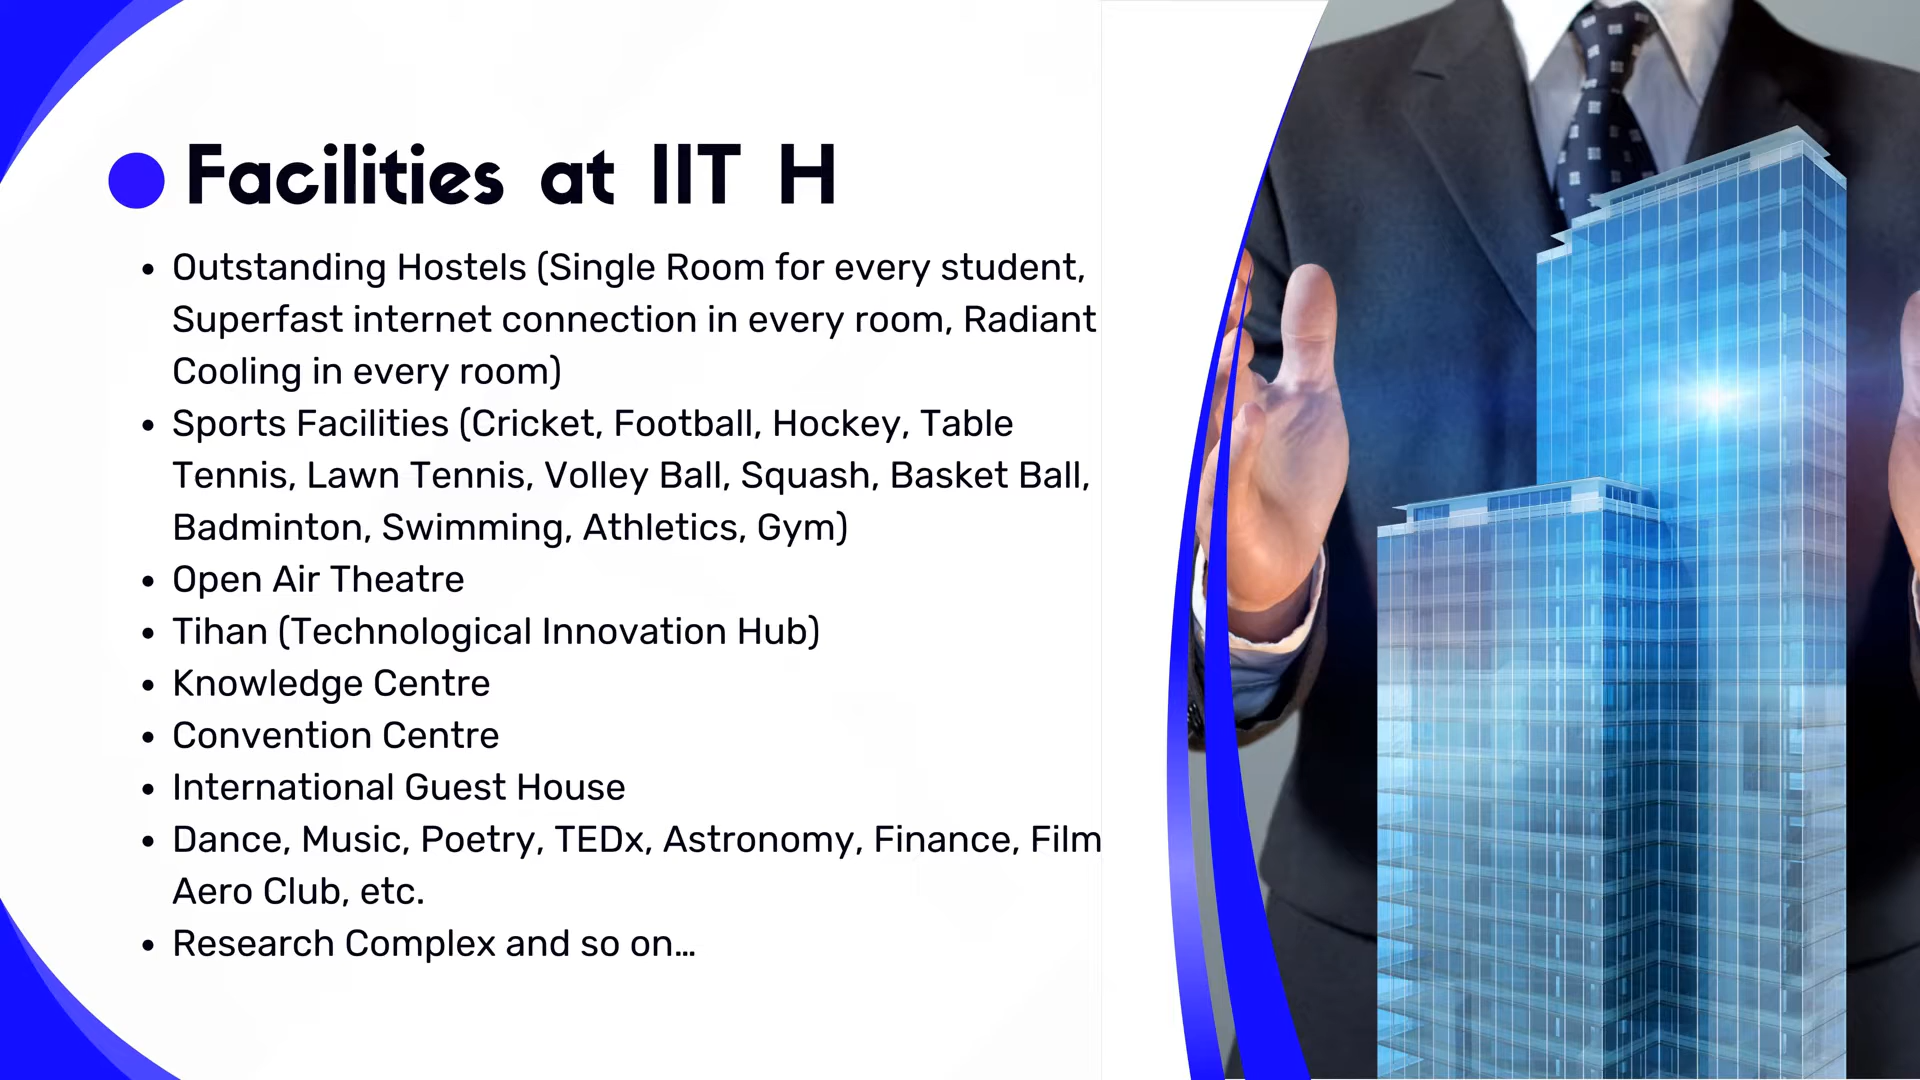 Facilities at IIT H
• Outstanding Hostels (Single Room for every student,
Superfast internet connection in every room, Radiant
Cooling in every room)
• Sports Facilities (Cricket, Football, Hockey, Table
Tennis, Lawn Tennis, Volley Ball, Squash, Basket Ball,
Badminton, Swimming, Athletics, Gym)
• Open Air Theatre
• Tihan (Technological Innovation Hub)
• Knowledge Centre
• Convention Centre
• International Guest House
• Dance, Music, Poetry, TEDx, Astronomy, Finance, Film
Aero Club, etc.
• Research Complex and so on...